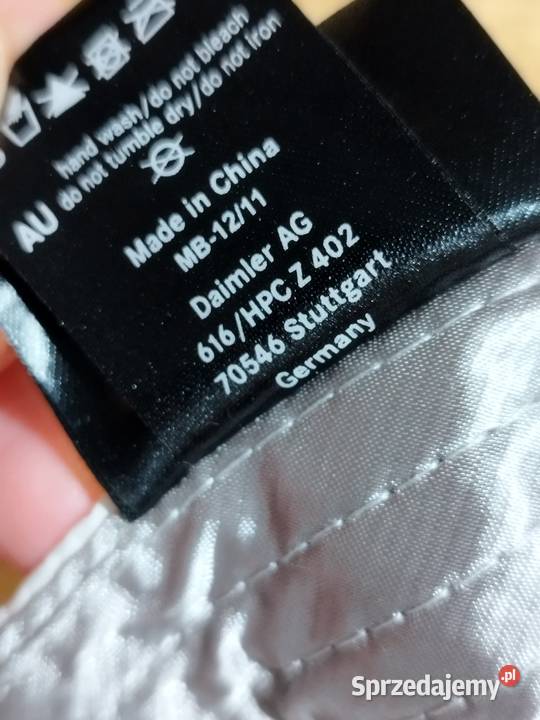 AU
hand wash/do not bleach
do not tumble dry/do not iron
Made in China
MB-12/11
Daimler AG
616/HPC Z 402
70546 Stuttgart
Germany
Sprzedajemy.pl